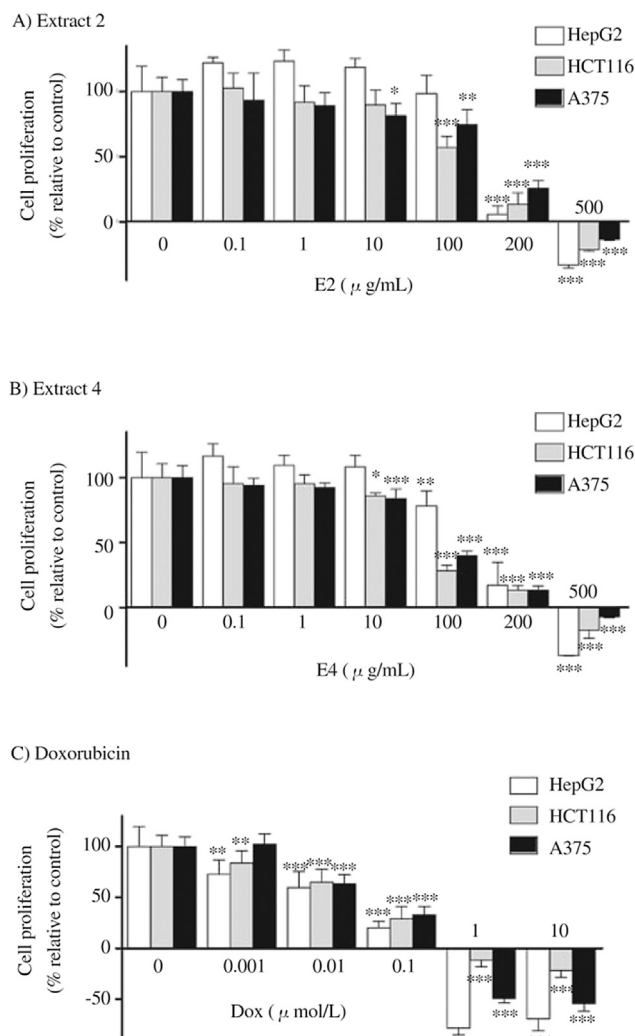 A) Extract 2
HepG2
HCT116
A375
Cell proliferation
(% relative to control)
100
50
0
* ** *** *** *** *** *** *** ***
0 0.1 1 10 100 200 500
E2 ( μ g/mL)
B) Extract 4
HepG2
HCT116
A375
Cell proliferation
(% relative to control)
100
50
0
* *** ** *** *** *** *** *** *** *** ***
0 0.1 1 10 100 200 500
E4 ( μ g/mL)
C) Doxorubicin
HepG2
HCT116
A375
Cell proliferation
(% relative to control)
100
50
0
-50
** ** *** *** *** *** *** *** *** *** *** ***
0 0.001 0.01 0.1 1 10
Dox ( μ mol/L)